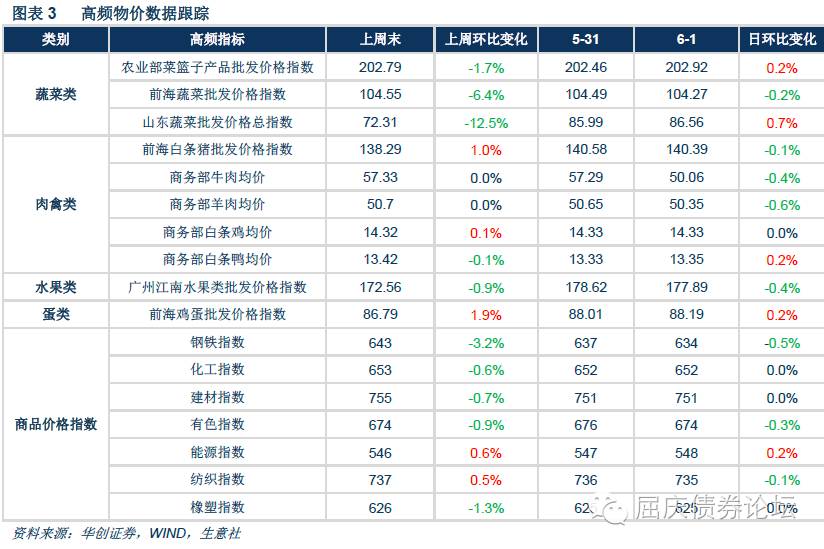 图表 3 高频物价数据跟踪
类别 高频指标 上周末 上周环比变化 5-31 6-1 日环比变化
蔬菜类
农业部菜篮子产品批发价格指数 202.79 -1.7% 202.46 202.92 0.2%
前海蔬菜批发价格指数 104.55 -6.4% 104.49 104.27 -0.2%
山东蔬菜批发价格总指数 72.31 -12.5% 85.99 86.56 0.7%
肉禽类
前海白条猪批发价格指数 138.29 1.0% 140.58 140.39 -0.1%
商务部牛肉均价 57.33 0.0% 57.29 50.06 -0.4%
商务部羊肉均价 50.7 0.0% 50.65 50.35 -0.6%
商务部白条鸡均价 14.32 0.1% 14.33 14.33 0.0%
商务部白条鸭均价 13.42 -0.1% 13.33 13.35 0.2%
水果类 广州江南水果类批发价格指数 172.56 -0.9% 178.62 177.89 -0.4%
蛋类 前海鸡蛋批发价格指数 86.79 1.9% 88.01 88.19 0.2%
商品价格指数
钢铁指数 643 -3.2% 637 634 -0.5%
化工指数 653 -0.6% 652 652 0.0%
建材指数 755 -0.7% 751 751 0.0%
有色指数 674 -0.9% 676 674 -0.3%
能源指数 546 0.6% 547 548 0.2%
纺织指数 737 0.5% 736 735 -0.1%
橡塑指数 626 -1.3% 625 0.0%
屈庆债券论坛
资料来源：华创证券，WIND，生意社